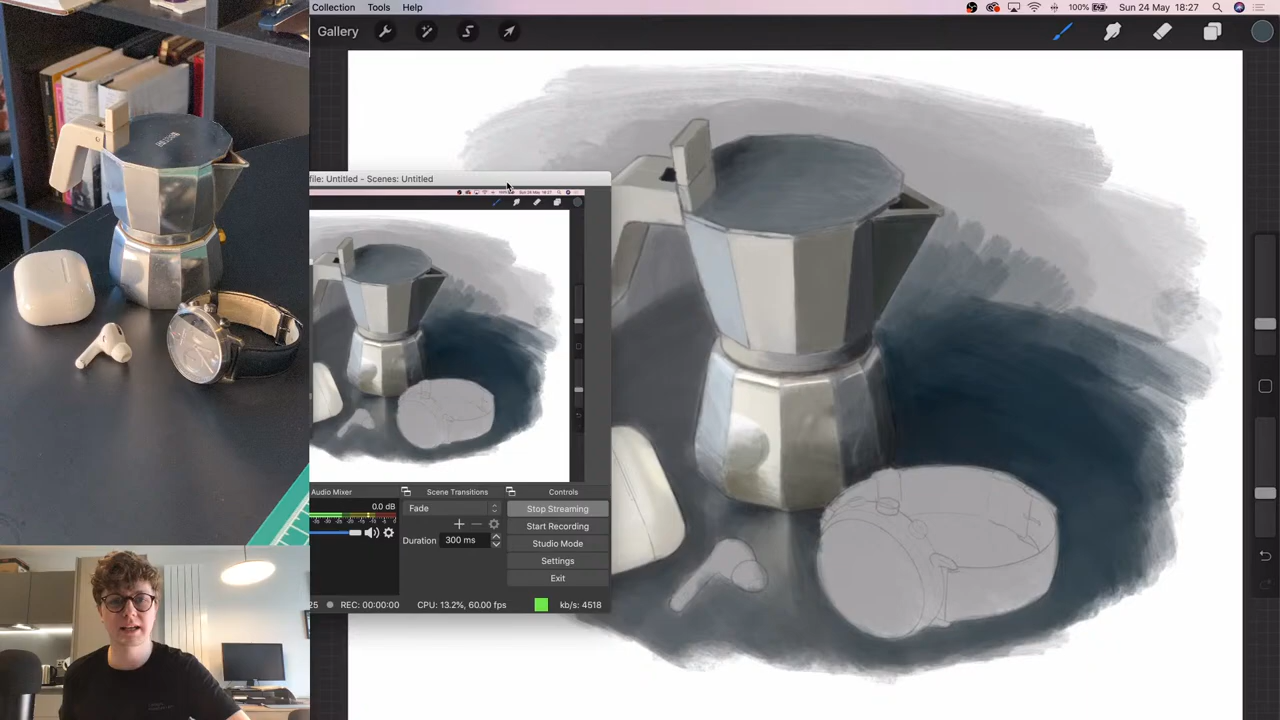 Collection Tools Help
100% Sun 24 May 18:27
Gallery
file: Untitled - Scenes: Untitled
Audio Mixer
Scene Transitions
Controls
0.0 dB
Fade
Stop Streaming
Start Recording
Duration 300 ms
Studio Mode
Settings
Exit
25 REC: 00:00:00 CPU: 13.2%, 60.00 fps kb/s: 4518